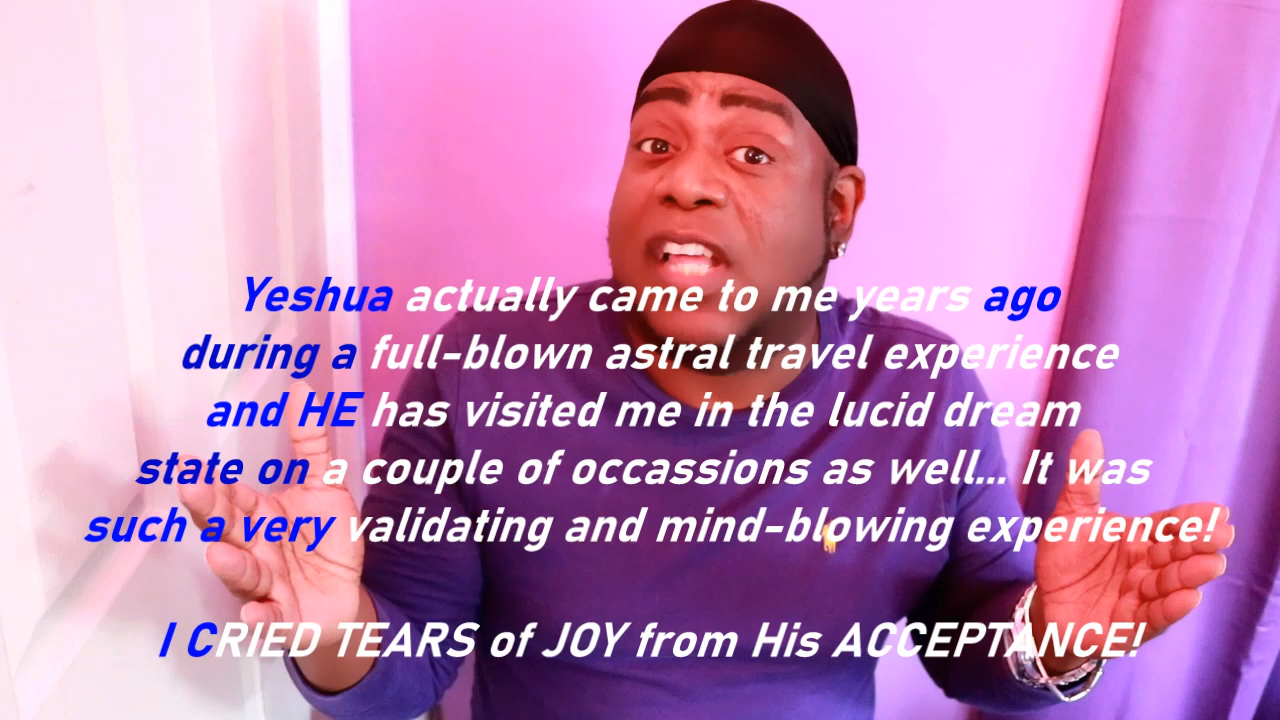 Yeshua actually came to me years ago
during a full-blown astral travel experience
and HE has visited me in the lucid dream
state on a couple of occassions as well... It was
such a very validating and mind-blowing experience!
I CRIED TEARS of JOY from His ACCEPTANCE!